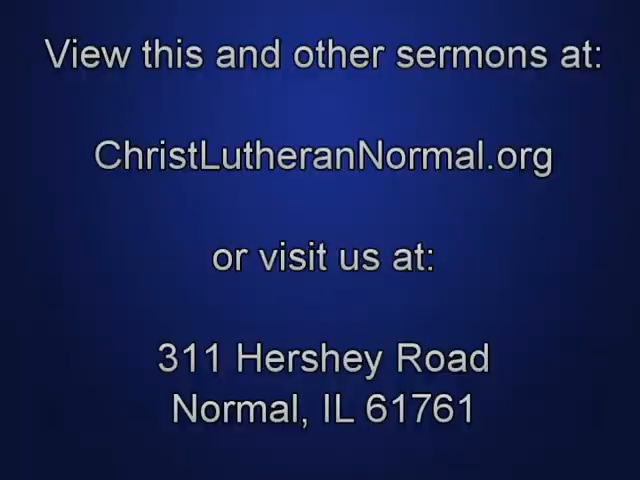 View this and other sermons at:
ChristLutheranNormal.org
or visit us at:
311 Hershey Road
Normal, IL 61761